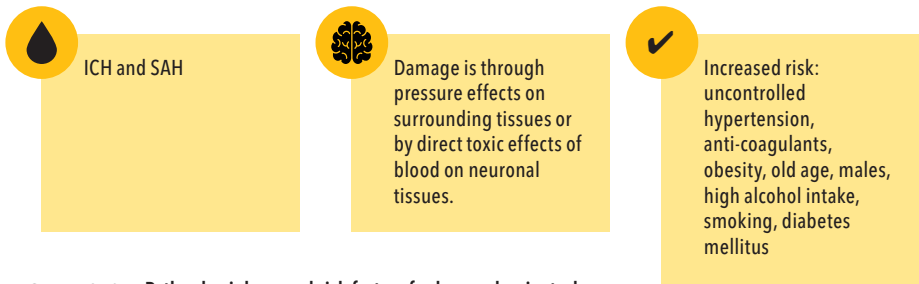 ICH and SAH
Damage is through
pressure effects on
surrounding tissues or
by direct toxic effects of
blood on neuronal
tissues.
Increased risk:
uncontrolled
hypertension,
anti-coagulants,
obesity, old age, males,
high alcohol intake,
smoking, diabetes
mellitus